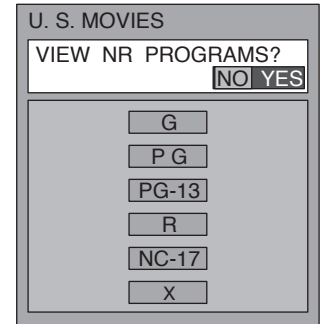 U. S. MOVIES
VIEW NR PROGRAMS?
NO YES
G
P G
PG-13
R
NC-17
X